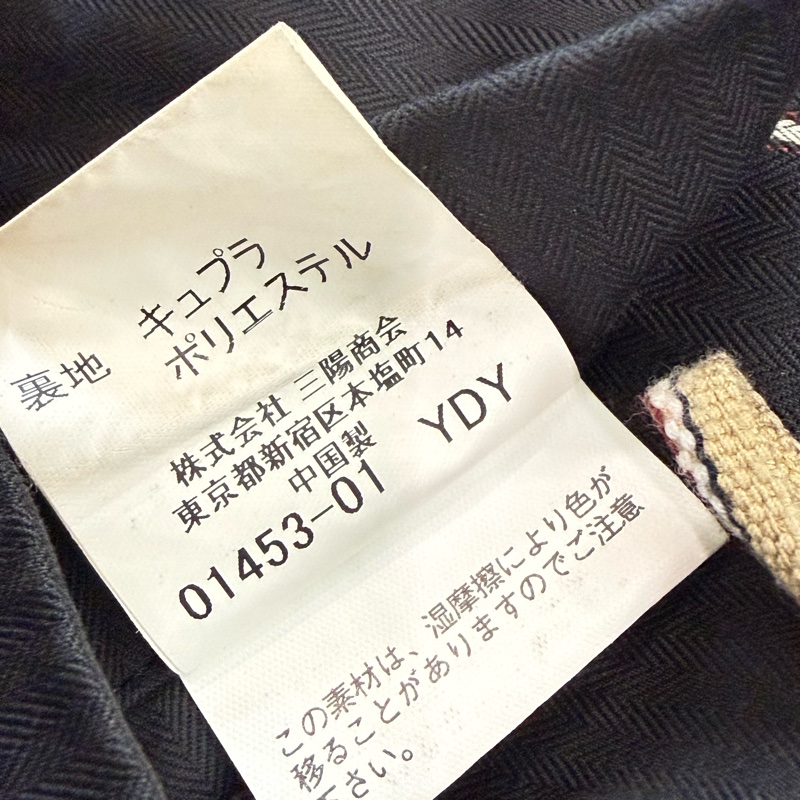 裏地 キュプラ
ポリエステル
株式会社 三陽商会
東京都新宿区本塩町14
中国製 YDY
01453-01
この素材は、湿摩擦により色が
移ることがありますのでご注意
下さい。